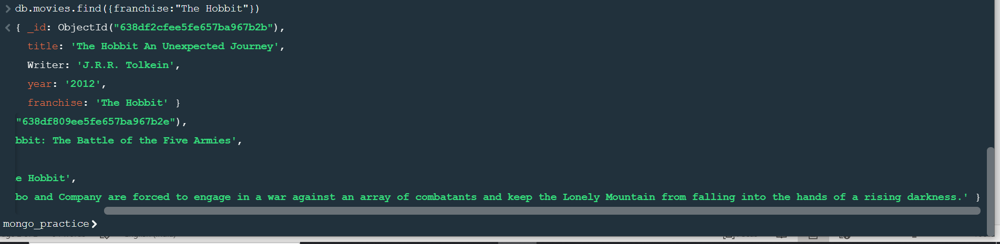 db.movies.find({franchise:"The Hobbit"})
{ _id: ObjectId("638df2cfee5fe657ba967b2b"),
title: 'The Hobbit An Unexpected Journey',
Writer: 'J.R.R. Tolkein',
year: '2012',
franchise: 'The Hobbit' }
"638df809ee5fe657ba967b2e"),
bbit: The Battle of the Five Armies',
e Hobbit',
bo and Company are forced to engage in a war against an array of combatants and keep the Lonely Mountain from falling into the hands of a rising darkness.' }
mongo_practice>